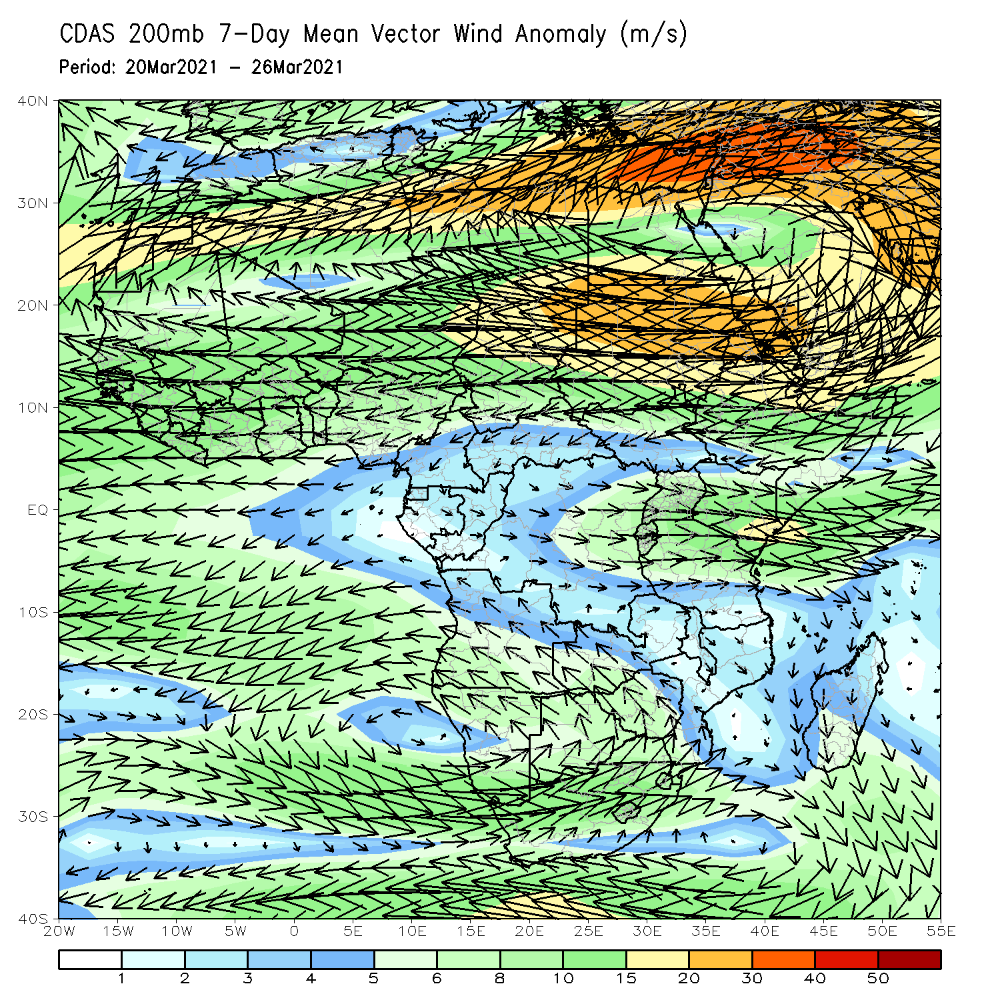 CDAS 200mb 7-Day Mean Vector Wind Anomaly (m/s)
Period: 20Mar2021 - 26Mar2021
40N
30N
20N
10N
EQ
10S
20S
30S
40S
20W 15W 10W 5W 0 5E 10E 15E 20E 25E 30E 35E 40E 45E 50E 55E
1 2 3 4 5 6 8 10 15 20 30 40 50